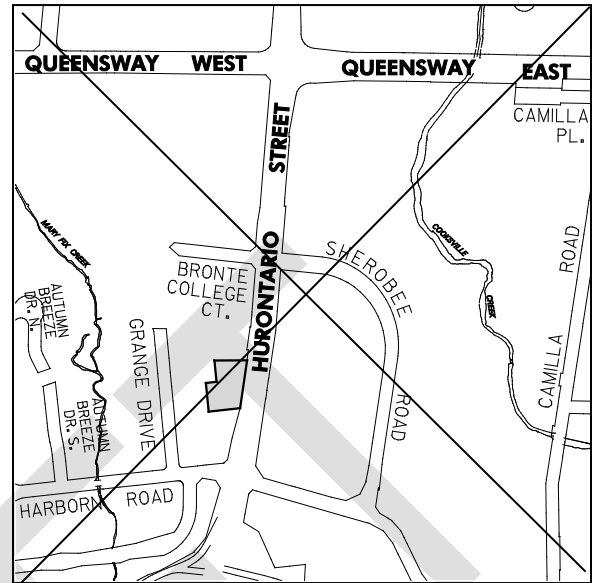 QUEENSWAY WEST
QUEENSWAY EAST
CAMILLA
PL.
HURONTARIO STREET
MARY FIX CREEK
COOKSVILLE
CREEK
SHEROBEE
ROAD
BRONTE
COLLEGE
CT.
CAMILLA ROAD
AUTUMN
BREEZE
DR. N.
GRANGE DRIVE
AUTUMN
BREEZE
DR. S.
HARBORN ROAD